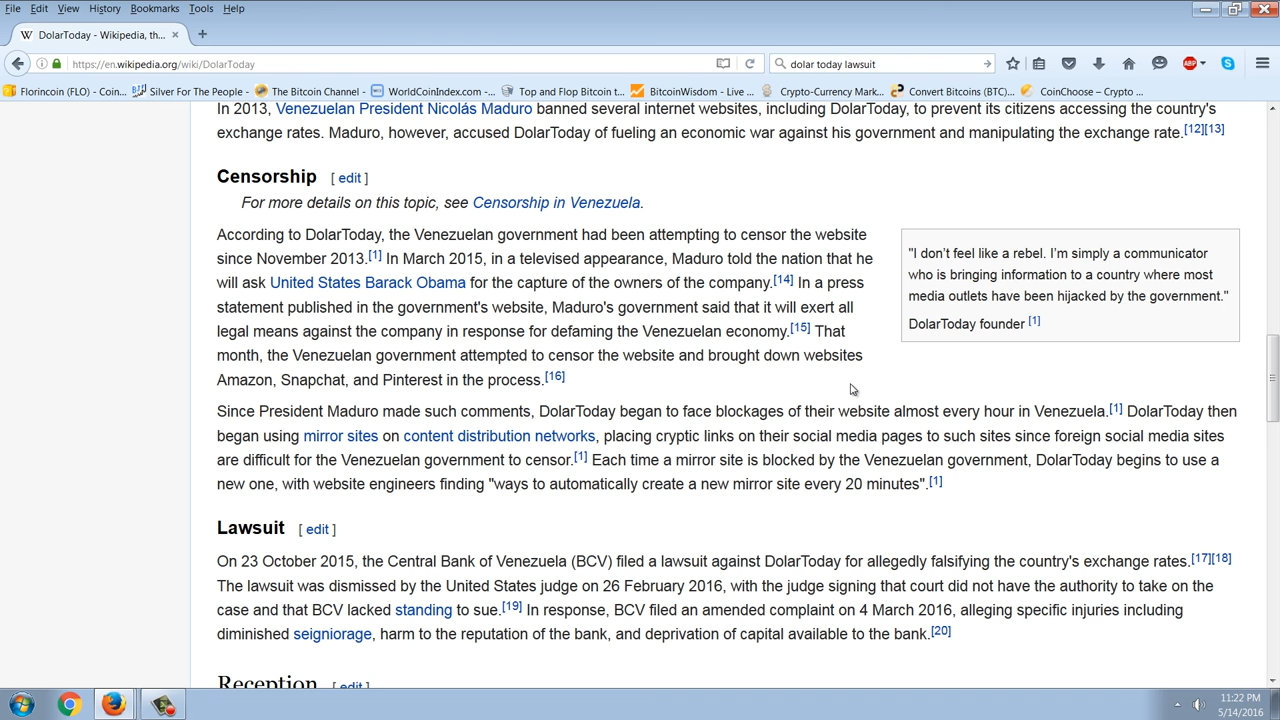 File Edit View History Bookmarks Tools Help
W DolarToday - Wikipedia, th... × +
https://en.wikipedia.org/wiki/DolarToday dolar today lawsuit ABP
Florincoin (FLO) - Coin... Silver For The People - The Bitcoin Channel - WorldCoinIndex.com -... Top and Flop Bitcoin t... BitcoinWisdom - Live ... Crypto-Currency Mark... Convert Bitcoins (BTC)... CoinChoose – Crypto ...
In 2013, Venezuelan President Nicolás Maduro banned several internet websites, including DolarToday, to prevent its citizens accessing the country's
exchange rates. Maduro, however, accused DolarToday of fueling an economic war against his government and manipulating the exchange rate.[12][13]
Censorship [ edit ]
For more details on this topic, see Censorship in Venezuela.
According to DolarToday, the Venezuelan government had been attempting to censor the website
since November 2013.[1] In March 2015, in a televised appearance, Maduro told the nation that he
will ask United States Barack Obama for the capture of the owners of the company.[14] In a press
statement published in the government's website, Maduro's government said that it will exert all
legal means against the company in response for defaming the Venezuelan economy.[15] That
month, the Venezuelan government attempted to censor the website and brought down websites
Amazon, Snapchat, and Pinterest in the process.[16]
"I don't feel like a rebel. I'm simply a communicator
who is bringing information to a country where most
media outlets have been hijacked by the government."
DolarToday founder [1]
Since President Maduro made such comments, DolarToday began to face blockages of their website almost every hour in Venezuela.[1] DolarToday then
began using mirror sites on content distribution networks, placing cryptic links on their social media pages to such sites since foreign social media sites
are difficult for the Venezuelan government to censor.[1] Each time a mirror site is blocked by the Venezuelan government, DolarToday begins to use a
new one, with website engineers finding "ways to automatically create a new mirror site every 20 minutes".[1]
Lawsuit [ edit ]
On 23 October 2015, the Central Bank of Venezuela (BCV) filed a lawsuit against DolarToday for allegedly falsifying the country's exchange rates.[17][18]
The lawsuit was dismissed by the United States judge on 26 February 2016, with the judge signing that court did not have the authority to take on the
case and that BCV lacked standing to sue.[19] In response, BCV filed an amended complaint on 4 March 2016, alleging specific injuries including
diminished seigniorage, harm to the reputation of the bank, and deprivation of capital available to the bank.[20]
Reception [ edit ]
11:22 PM
5/14/2016